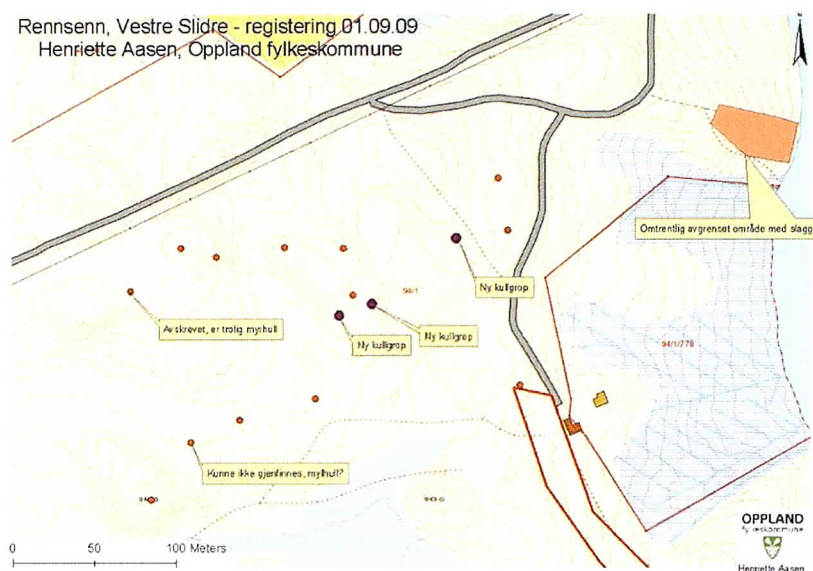 Rennsenn, Vestre Slidre - registering 01.09.09
Henriette Aasen, Oppland fylkeskommune
Omtrentlig avgrenset område med slagg
Ny kullgrop
94/1
Avskrevet, er trolig myrhull
Ny kullgrop
Ny kullgrop
94/1/778
Kunne ikke gjenfinnes, myrhull?
0 50 100 Meters
OPPLAND
fylkeskommune
Henriette Aasen